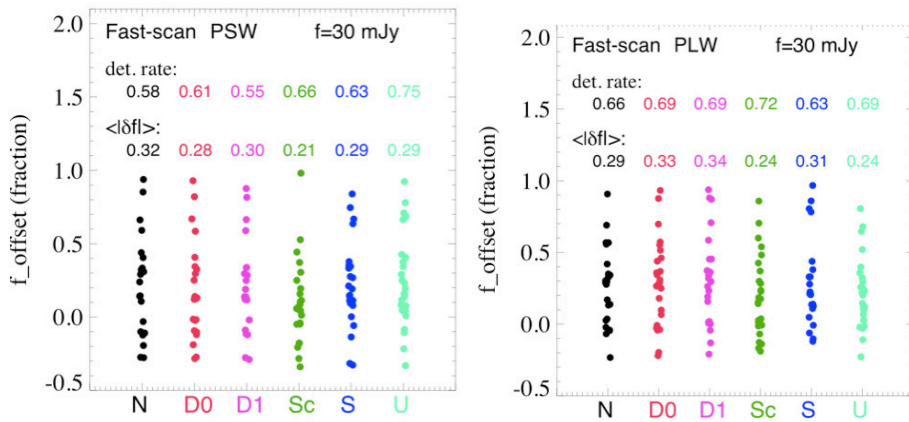 Fast-scan PSW f=30 mJy
det. rate:
0.58 0.61 0.55 0.66 0.63 0.75
<|δf|>:
0.32 0.28 0.30 0.21 0.29 0.29
2.0
1.5
1.0
0.5
0.0
-0.5
f_offset (fraction)
N D0 D1 Sc S U
Fast-scan PLW f=30 mJy
det. rate:
0.66 0.69 0.69 0.72 0.63 0.69
<|δf|>:
0.29 0.33 0.34 0.24 0.31 0.24
2.0
1.5
1.0
0.5
0.0
-0.5
f_offset (fraction)
N D0 D1 Sc S U